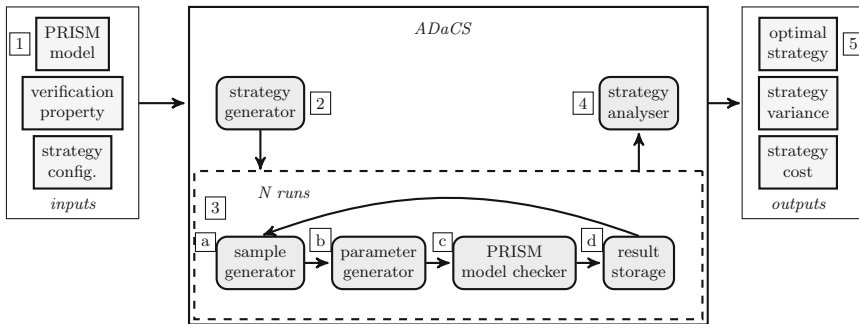 1
PRISM
model
verification
property
strategy
config.
inputs
ADaCS
strategy
generator
2
4
strategy
analyser
3
N runs
a
sample
generator
b
parameter
generator
c
PRISM
model checker
d
result
storage
optimal
strategy
5
strategy
variance
strategy
cost
outputs